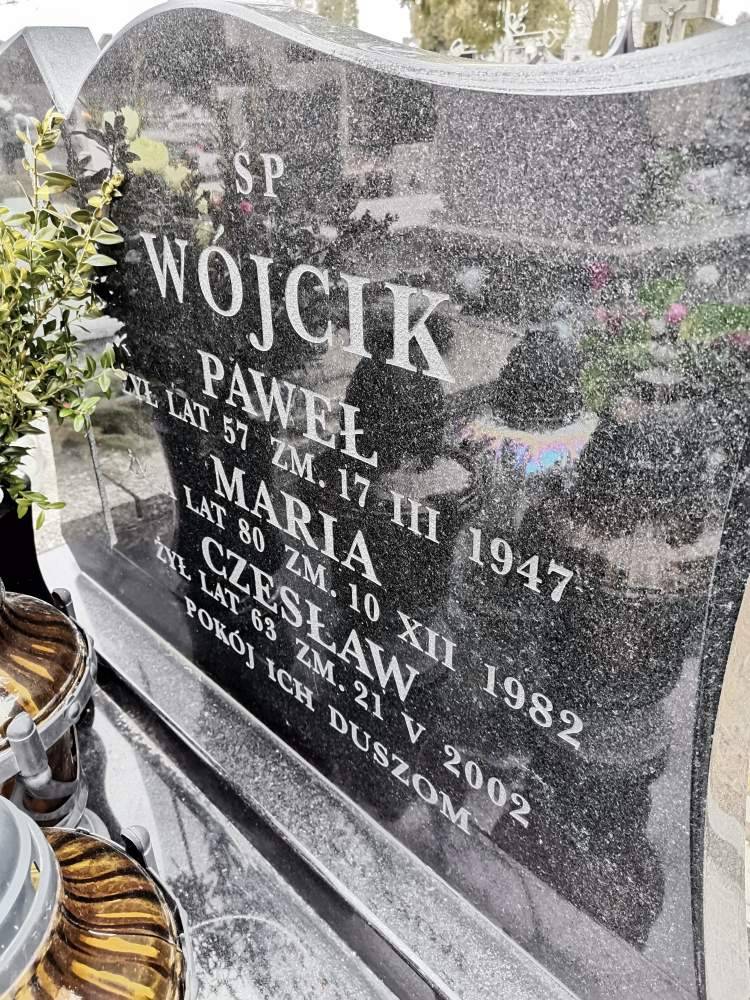 ŚP
WÓJCIK
PAWEŁ
ŻYŁ LAT 57 ZM. 17 III 1947
MARIA
LAT 80 ZM. 10 XII 1982
CZESŁAW
ŻYŁ LAT 63 ZM. 21 V 2002
POKÓJ ICH DUSZOM